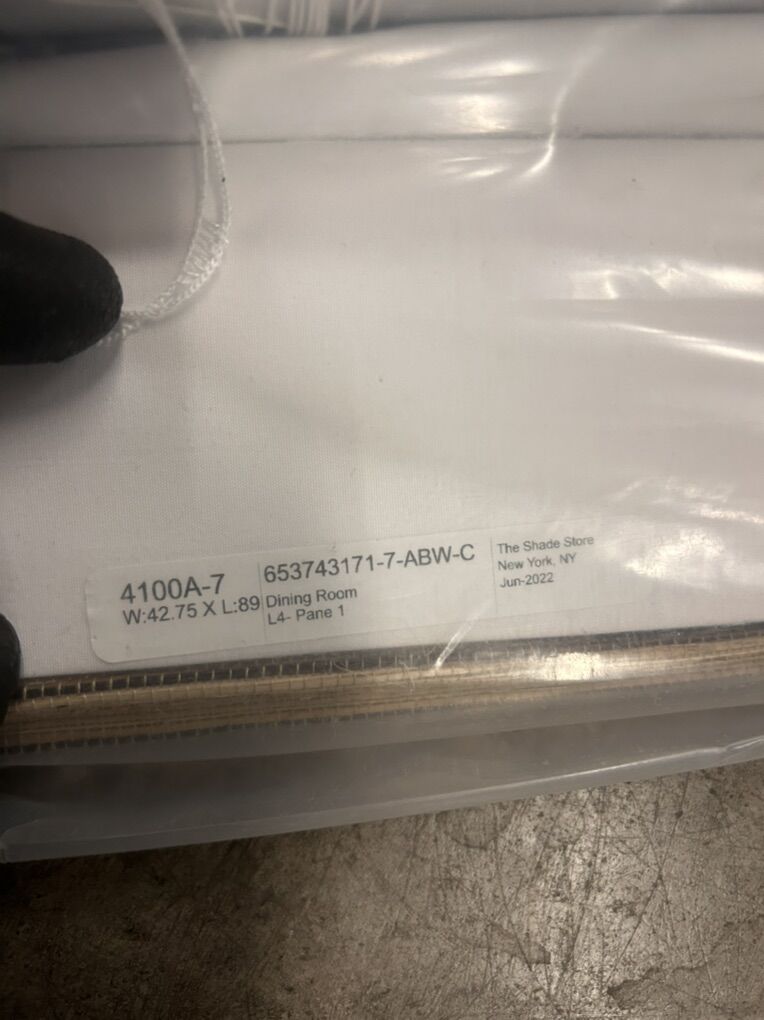 4100A-7
W:42.75 X L:89
653743171-7-ABW-C
Dining Room
L4- Pane 1
The Shade Store
New York, NY
Jun-2022